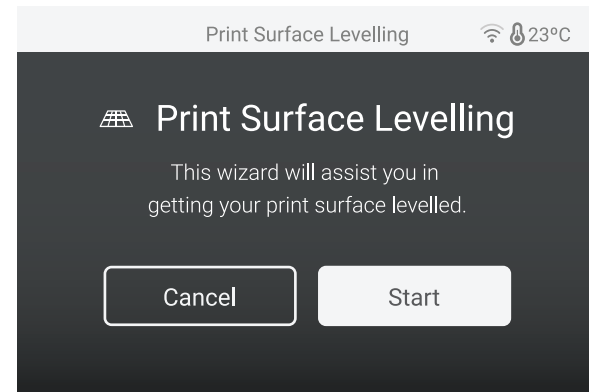 Print Surface Levelling 23ºC
Print Surface Levelling
This wizard will assist you in
getting your print surface levelled.
Cancel Start